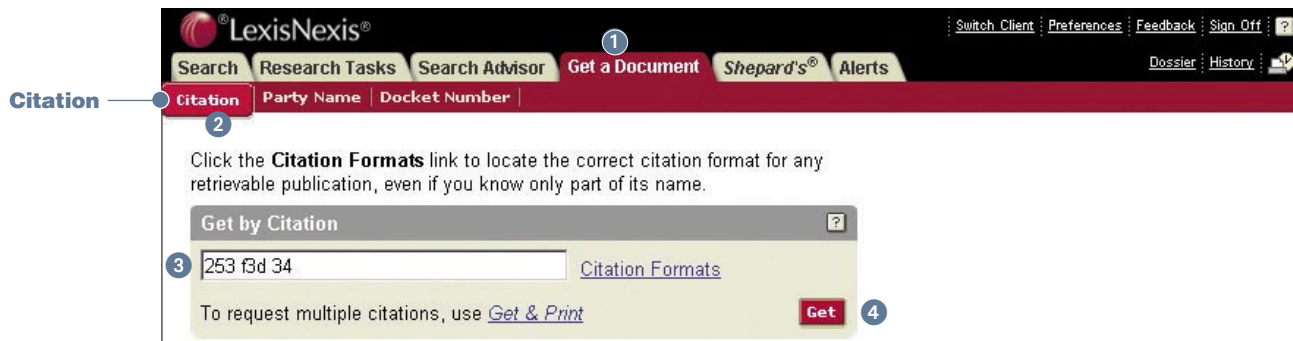 ®LexisNexis®
Switch Client Preferences Feedback Sign Off ?
1
Search Research Tasks Search Advisor Get a Document Shepard's® Alerts
Dossier History
Citation
Citation Party Name Docket Number
2
Click the Citation Formats link to locate the correct citation format for any
retrievable publication, even if you know only part of its name.
Get by Citation ?
3 253 f3d 34 Citation Formats
To request multiple citations, use Get & Print Get 4